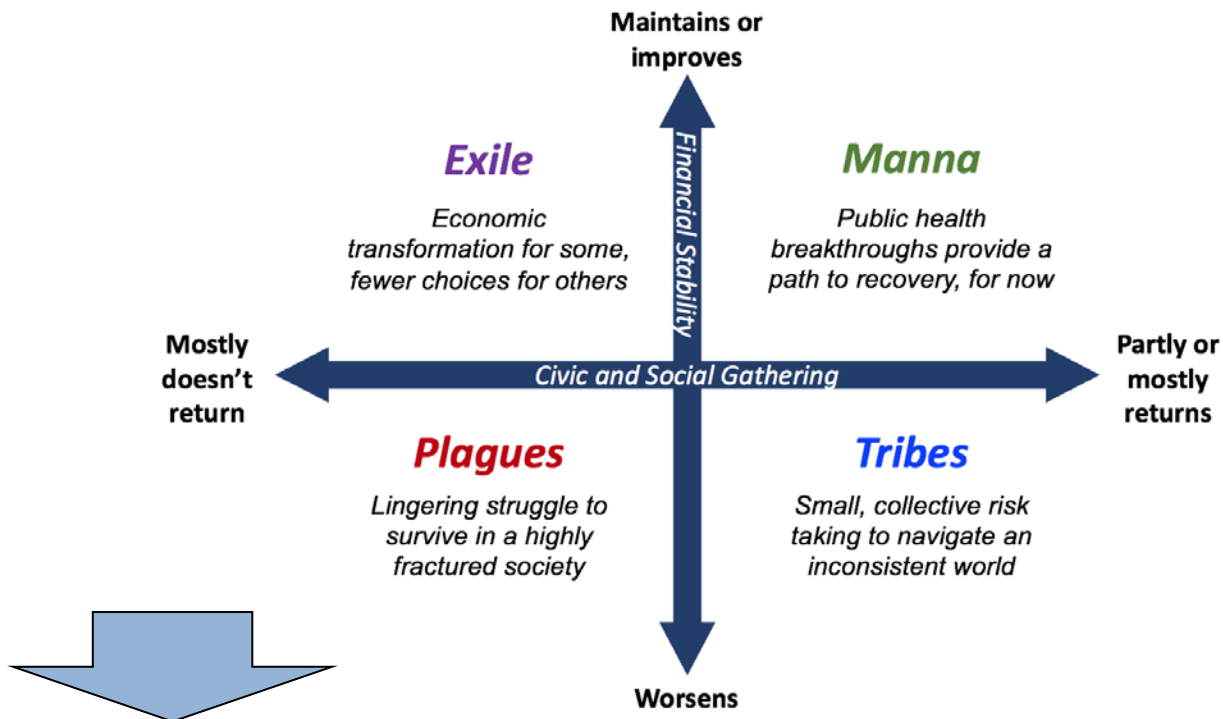 Maintains or
improves
Financial Stability
Exile
Economic
transformation for some,
fewer choices for others
Manna
Public health
breakthroughs provide a
path to recovery, for now
Mostly
doesn’t
return
Civic and Social Gathering
Partly or
mostly
returns
Plagues
Lingering struggle to
survive in a highly
fractured society
Tribes
Small, collective risk
taking to navigate an
inconsistent world
Worsens